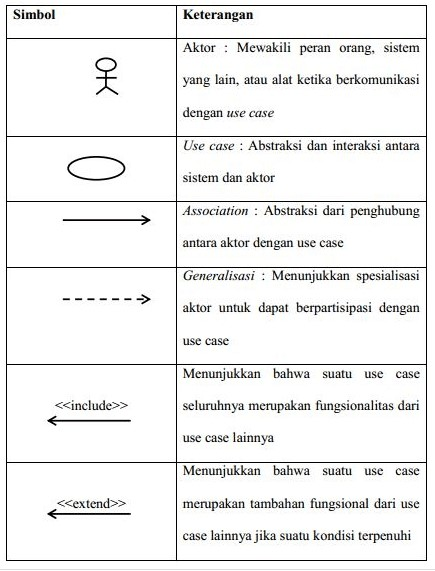 Simbol
Keterangan
Aktor : Mewakili peran orang, sistem
yang lain, atau alat ketika berkomunikasi
dengan use case
Use case : Abstraksi dan interaksi antara
sistem dan aktor
Association : Abstraksi dari penghubung
antara aktor dengan use case
Generalisasi : Menunjukkan spesialisasi
aktor untuk dapat berpartisipasi dengan
use case
<<include>>
Menunjukkan bahwa suatu use case
seluruhnya merupakan fungsionalitas dari
use case lainnya
<<extend>>
Menunjukkan bahwa suatu use case
merupakan tambahan fungsional dari use
case lainnya jika suatu kondisi terpenuhi